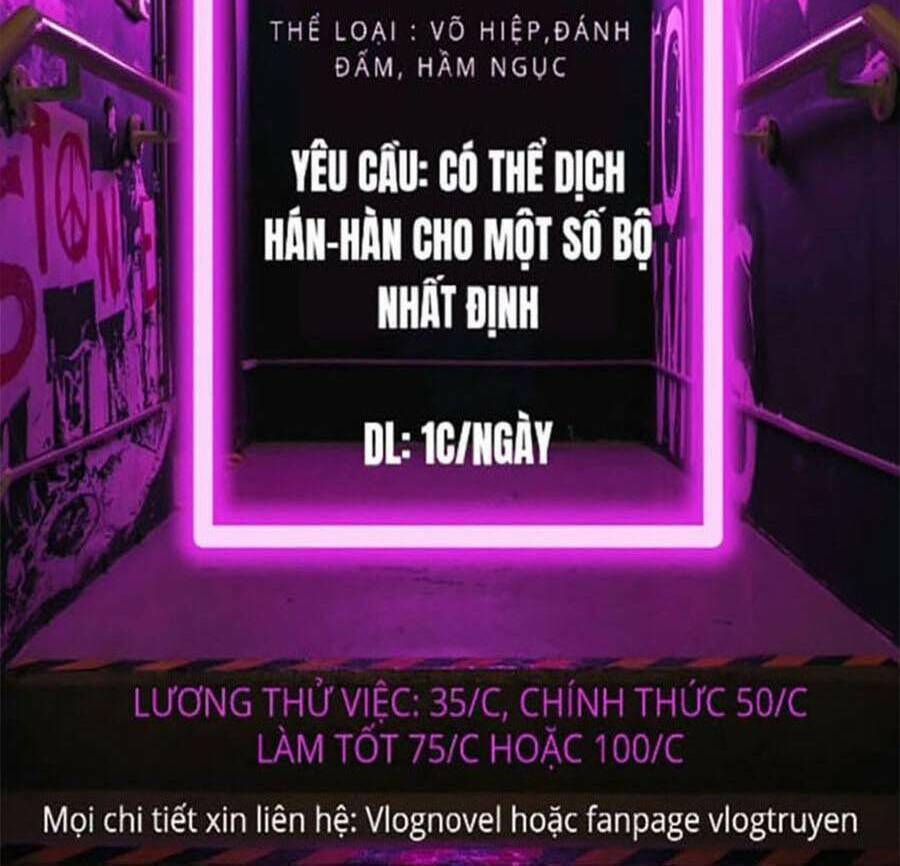 THỂ LOẠI : VÕ HIỆP,ĐÁNH
ĐẤM, HẦM NGỤC
YÊU CẦU: CÓ THỂ DỊCH
HÁN-HÀN CHO MỘT SỐ BỘ
NHẤT ĐỊNH
DL: 1C/NGÀY
LƯƠNG THỬ VIỆC: 35/C, CHÍNH THỨC 50/C
LÀM TỐT 75/C HOẶC 100/C
Mọi chi tiết xin liên hệ: Vlognovel hoặc fanpage vlogtruyen